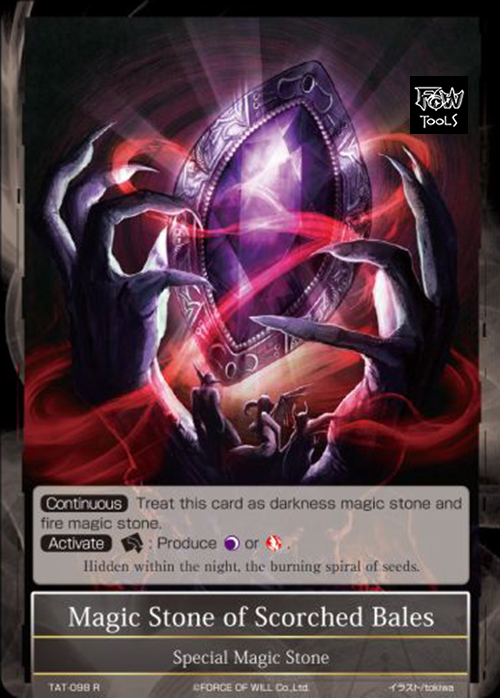 FOW
TOOLS
Continuous Treat this card as darkness magic stone and
fire magic stone.
Activate : Produce or .
Hidden within the night, the burning spiral of seeds.
Magic Stone of Scorched Bales
Special Magic Stone
TAT-098 R ©FORCE OF WILL Co.,Ltd. イラスト/tokiwa